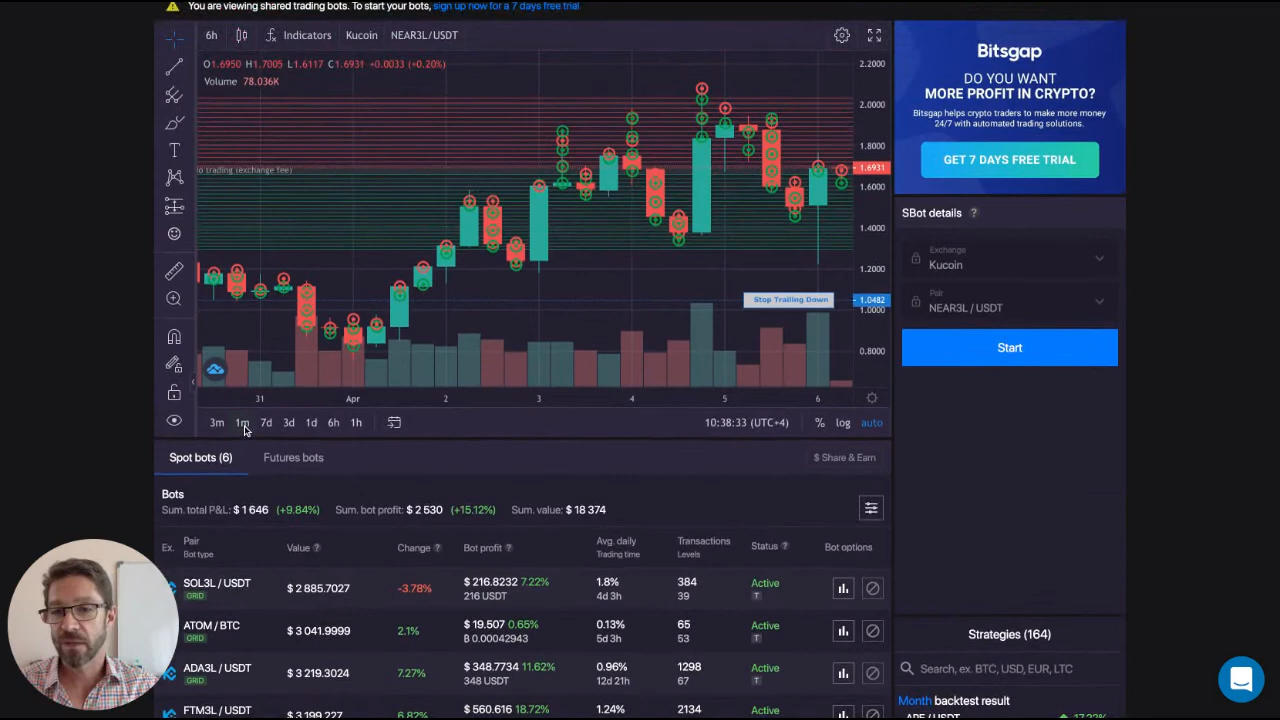 You are viewing shared trading bots. To start your bots, sign up now for a 7 days free trial
6h Indicators Kucoin NEAR3L/USDT
O1.6950 H1.7005 L1.6117 C1.6931 +0.0033 (+0.20%)
Volume 78.036K
o trading (exchange fee)
2.2000
2.0000
1.8000
1.6931
1.6000
1.4000
1.2000
Stop Trailing Down 1.0482
1.0000
0.8000
31 Apr 2 3 4 5 6
3m 1m 7d 3d 1d 6h 1h 10:38:33 (UTC+4) % log auto
Bitsgap
DO YOU WANT
MORE PROFIT IN CRYPTO?
Bitsgap helps crypto traders to make more money
24/7 with automated trading solutions.
GET 7 DAYS FREE TRIAL
SBot details ?
Exchange
Kucoin
Pair
NEAR3L / USDT
Start
Spot bots (6) Futures bots $ Share & Earn
Bots
Sum. total P&L: $ 1 646 (+9.84%) Sum. bot profit: $ 2 530 (+15.12%) Sum. value: $ 18 374
Ex. Pair Value ? Change ? Bot profit ? Avg. daily Transactions Status ? Bot options
Bot type Trading time Levels
SOL3L / USDT $ 2 885.7027 -3.78% $ 216.8232 7.22% 1.8% 384 Active
GRID 216 USDT 4d 3h 39 T
ATOM / BTC $ 3 041.9999 2.1% $ 19.507 0.65% 0.13% 65 Active
GRID ₿ 0.00042943 5d 3h 53 T
ADA3L / USDT $ 3 219.3024 7.27% $ 348.7734 11.62% 0.96% 1298 Active
GRID 348 USDT 12d 21h 67 T
FTM3L / USDT $ 3 199.227 6.82% $ 560.616 18.72% 1.24% 2134 Active
Strategies (164)
Search, ex. BTC, USD, EUR, LTC
Month backtest result
APE / USDT 17.22%